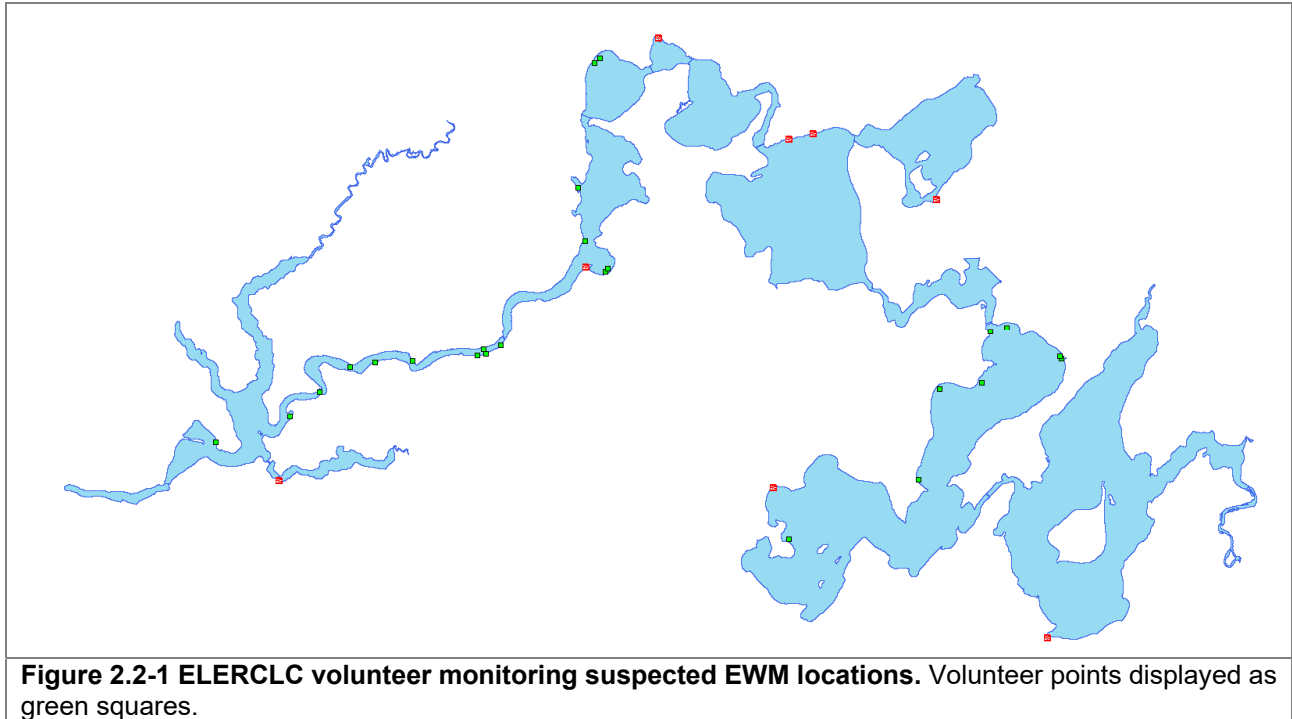 Figure 2.2-1 ELERCLC volunteer monitoring suspected EWM locations. Volunteer points displayed as
green squares.